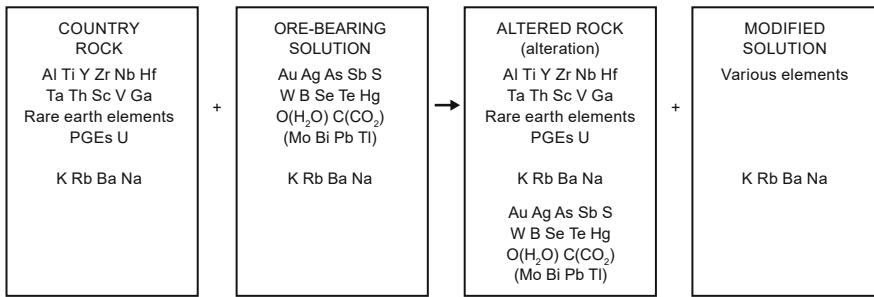 COUNTRY
ROCK
Al Ti Y Zr Nb Hf
Ta Th Sc V Ga
Rare earth elements
PGEs U
K Rb Ba Na
+
ORE-BEARING
SOLUTION
Au Ag As Sb S
W B Se Te Hg
O(H₂O) C(CO₂)
(Mo Bi Pb Tl)
K Rb Ba Na
ALTERED ROCK
(alteration)
Al Ti Y Zr Nb Hf
Ta Th Sc V Ga
Rare earth elements
PGEs U
K Rb Ba Na
Au Ag As Sb S
W B Se Te Hg
O(H₂O) C(CO₂)
(Mo Bi Pb Tl)
+
MODIFIED
SOLUTION
Various elements
K Rb Ba Na